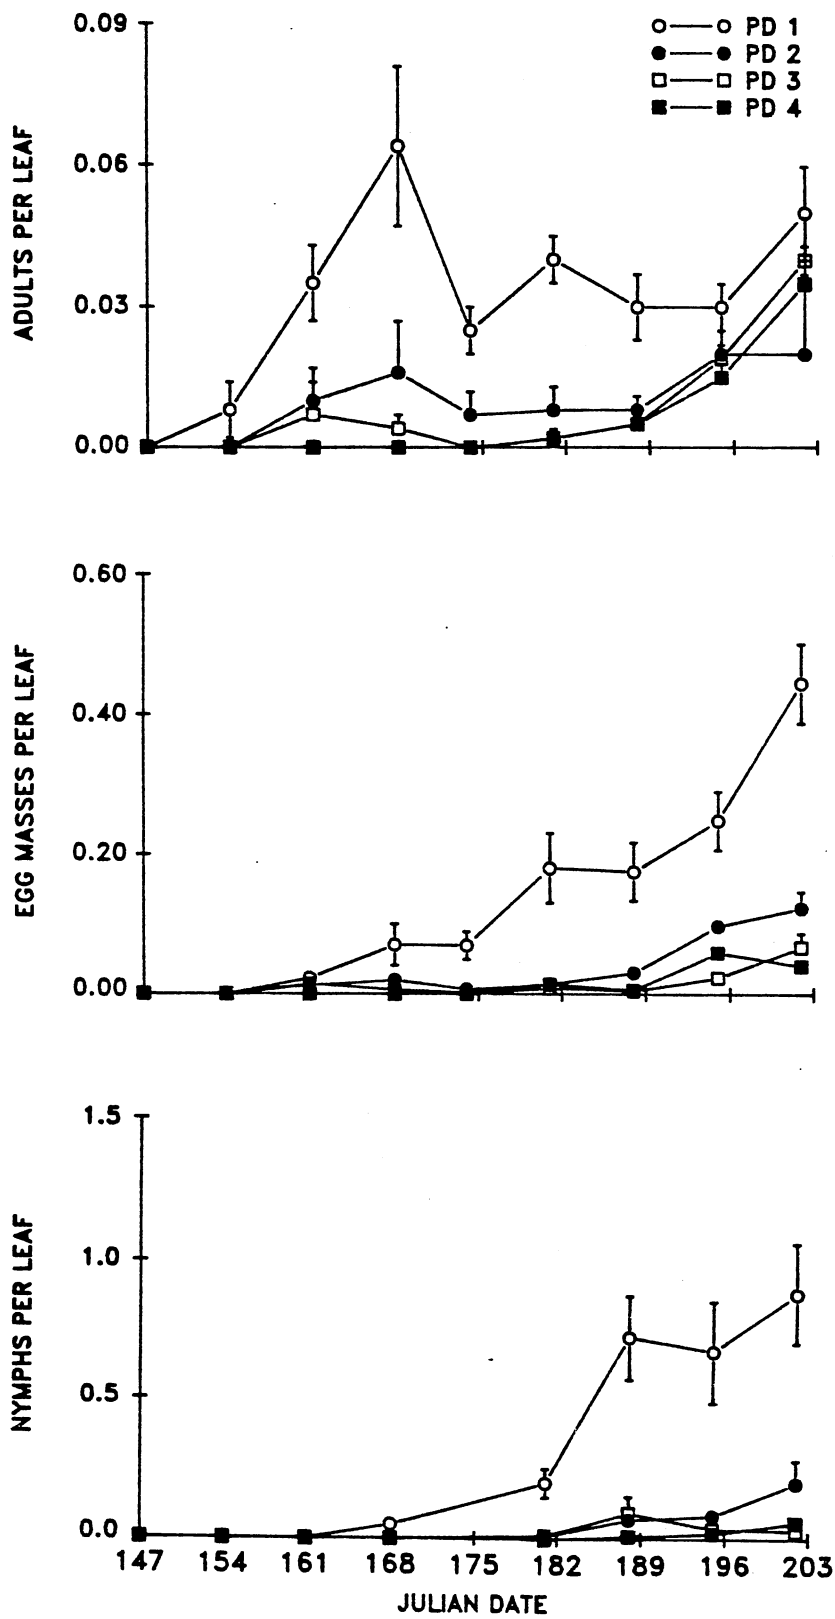 0.09
PD 1
PD 2
PD 3
PD 4
0.06
0.03
0.00
ADULTS PER LEAF
0.60
0.40
0.20
0.00
EGG MASSES PER LEAF
1.5
1.0
0.5
0.0
NYMPHS PER LEAF
147 154 161 168 175 182 189 196 203
JULIAN DATE